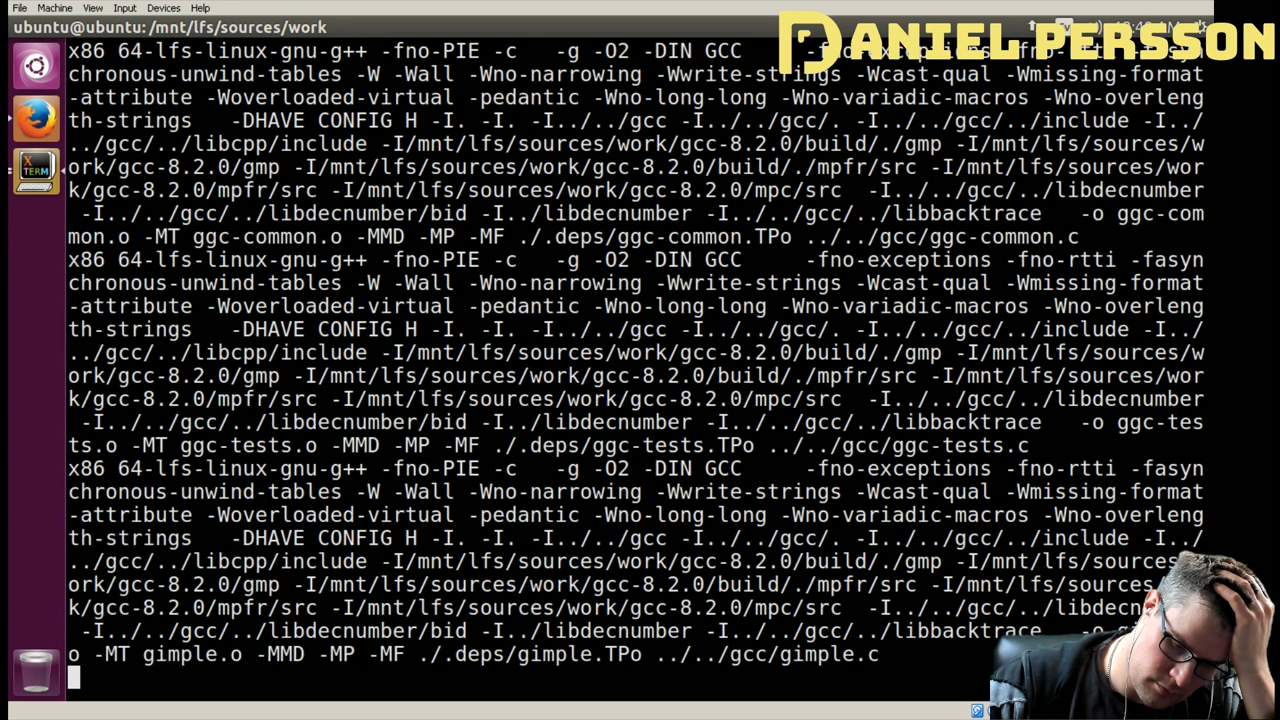 File Machine View Input Devices Help
ubuntu@ubuntu: /mnt/lfs/sources/work
DANIEL PERSSON
x86 64-lfs-linux-gnu-g++ -fno-PIE -c   -g -O2 -DIN GCC     -fno-exceptions -fno-rtti -fasyn
chronous-unwind-tables -W -Wall -Wno-narrowing -Wwrite-strings -Wcast-qual -Wmissing-format
-attribute -Woverloaded-virtual -pedantic -Wno-long-long -Wno-variadic-macros -Wno-overleng
th-strings   -DHAVE CONFIG H -I. -I. -I../../gcc -I../../gcc/. -I../../gcc/../include -I../
../gcc/../libcpp/include -I/mnt/lfs/sources/work/gcc-8.2.0/build/./gmp -I/mnt/lfs/sources/w
ork/gcc-8.2.0/gmp -I/mnt/lfs/sources/work/gcc-8.2.0/build/./mpfr/src -I/mnt/lfs/sources/wor
k/gcc-8.2.0/mpfr/src -I/mnt/lfs/sources/work/gcc-8.2.0/mpc/src  -I../../gcc/../libdecnumber
 -I../../gcc/../libdecnumber/bid -I../libdecnumber -I../../gcc/../libbacktrace   -o ggc-com
mon.o -MT ggc-common.o -MMD -MP -MF ./.deps/ggc-common.TPo ../../gcc/ggc-common.c
x86 64-lfs-linux-gnu-g++ -fno-PIE -c   -g -O2 -DIN GCC     -fno-exceptions -fno-rtti -fasyn
chronous-unwind-tables -W -Wall -Wno-narrowing -Wwrite-strings -Wcast-qual -Wmissing-format
-attribute -Woverloaded-virtual -pedantic -Wno-long-long -Wno-variadic-macros -Wno-overleng
th-strings   -DHAVE CONFIG H -I. -I. -I../../gcc -I../../gcc/. -I../../gcc/../include -I../
../gcc/../libcpp/include -I/mnt/lfs/sources/work/gcc-8.2.0/build/./gmp -I/mnt/lfs/sources/w
ork/gcc-8.2.0/gmp -I/mnt/lfs/sources/work/gcc-8.2.0/build/./mpfr/src -I/mnt/lfs/sources/wor
k/gcc-8.2.0/mpfr/src -I/mnt/lfs/sources/work/gcc-8.2.0/mpc/src  -I../../gcc/../libdecnumber
 -I../../gcc/../libdecnumber/bid -I../libdecnumber -I../../gcc/../libbacktrace   -o ggc-tes
ts.o -MT ggc-tests.o -MMD -MP -MF ./.deps/ggc-tests.TPo ../../gcc/ggc-tests.c
x86 64-lfs-linux-gnu-g++ -fno-PIE -c   -g -O2 -DIN GCC     -fno-exceptions -fno-rtti -fasyn
chronous-unwind-tables -W -Wall -Wno-narrowing -Wwrite-strings -Wcast-qual -Wmissing-format
-attribute -Woverloaded-virtual -pedantic -Wno-long-long -Wno-variadic-macros -Wno-overleng
th-strings   -DHAVE CONFIG H -I. -I. -I../../gcc -I../../gcc/. -I../../gcc/../include -I../
../gcc/../libcpp/include -I/mnt/lfs/sources/work/gcc-8.2.0/build/./gmp -I/mnt/lfs/sources/w
ork/gcc-8.2.0/gmp -I/mnt/lfs/sources/work/gcc-8.2.0/build/./mpfr/src -I/mnt/lfs/sources
k/gcc-8.2.0/mpfr/src -I/mnt/lfs/sources/work/gcc-8.2.0/mpc/src  -I../../gcc/../libdec
 -I../../gcc/../libdecnumber/bid -I../libdecnumber -I../../gcc/../libbacktrace   -o
o -MT gimple.o -MMD -MP -MF ./.deps/gimple.TPo ../../gcc/gimple.c
XTERM